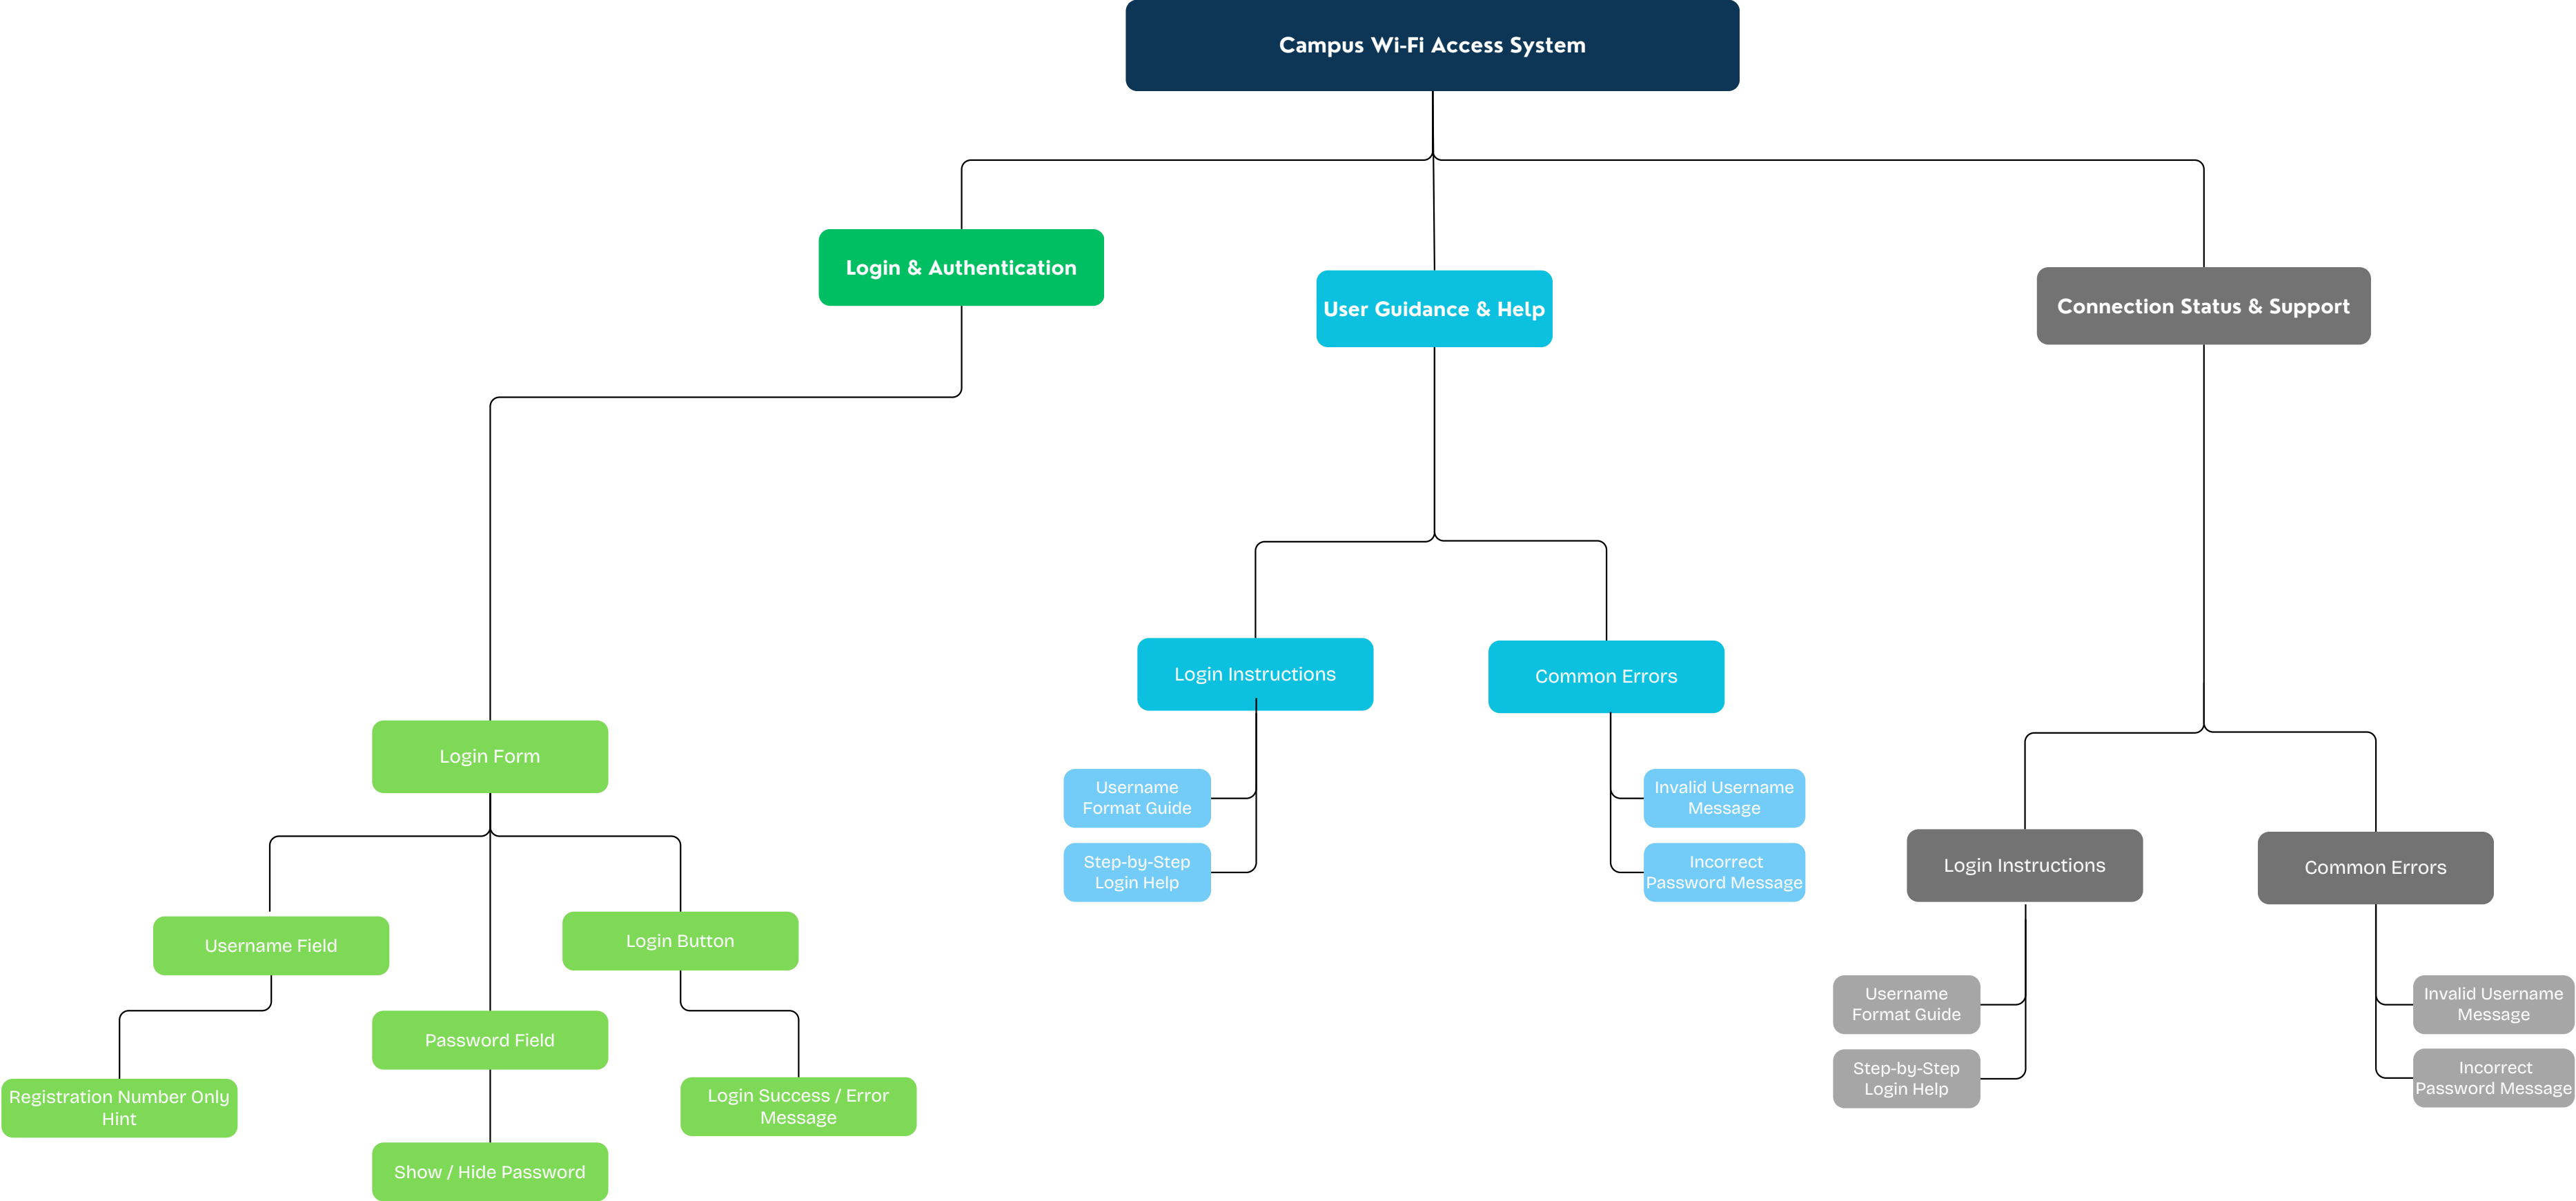 Campus Wi-Fi Access System
Login & Authentication
User Guidance & Help
Connection Status & Support
Login Form
Username Field
Login Button
Password Field
Registration Number Only
Hint
Login Success / Error
Message
Show / Hide Password
Login Instructions
Common Errors
Username
Format Guide
Step-by-Step
Login Help
Invalid Username
Message
Incorrect
Password Message
Login Instructions
Common Errors
Username
Format Guide
Step-by-Step
Login Help
Invalid Username
Message
Incorrect
Password Message